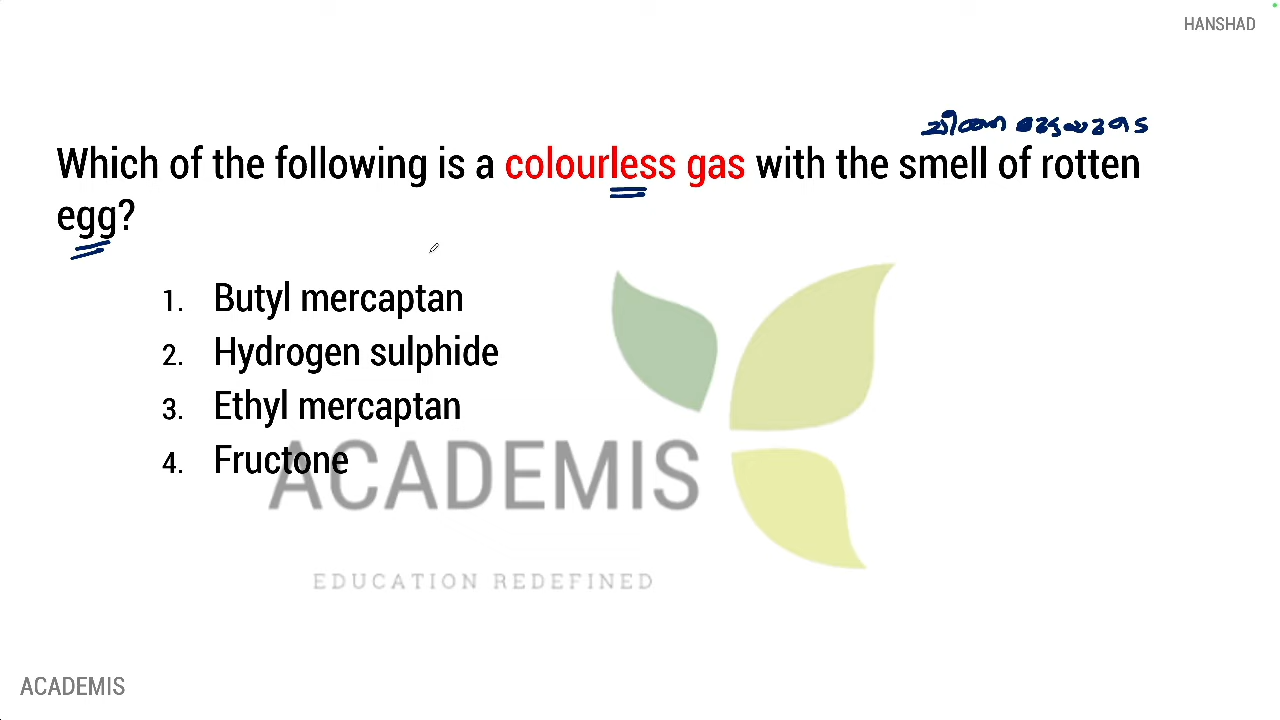 HANSHAD
ചീഞ്ഞ
Which of the following is a colourless gas with the smell of rotten
egg?
1. Butyl mercaptan
2. Hydrogen sulphide
3. Ethyl mercaptan
4. Fructone
ACADEMIS
EDUCATION REDEFINED
ACADEMIS